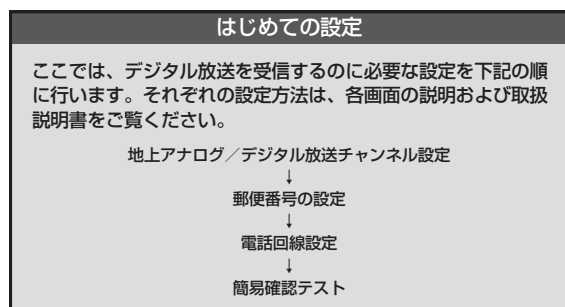 はじめての設定
ここでは、デジタル放送を受信するのに必要な設定を下記の順
に行います。それぞれの設定方法は、各画面の説明および取扱
説明書をご覧ください。
地上アナログ／デジタル放送チャンネル設定
↓
郵便番号の設定
↓
電話回線設定
↓
簡易確認テスト